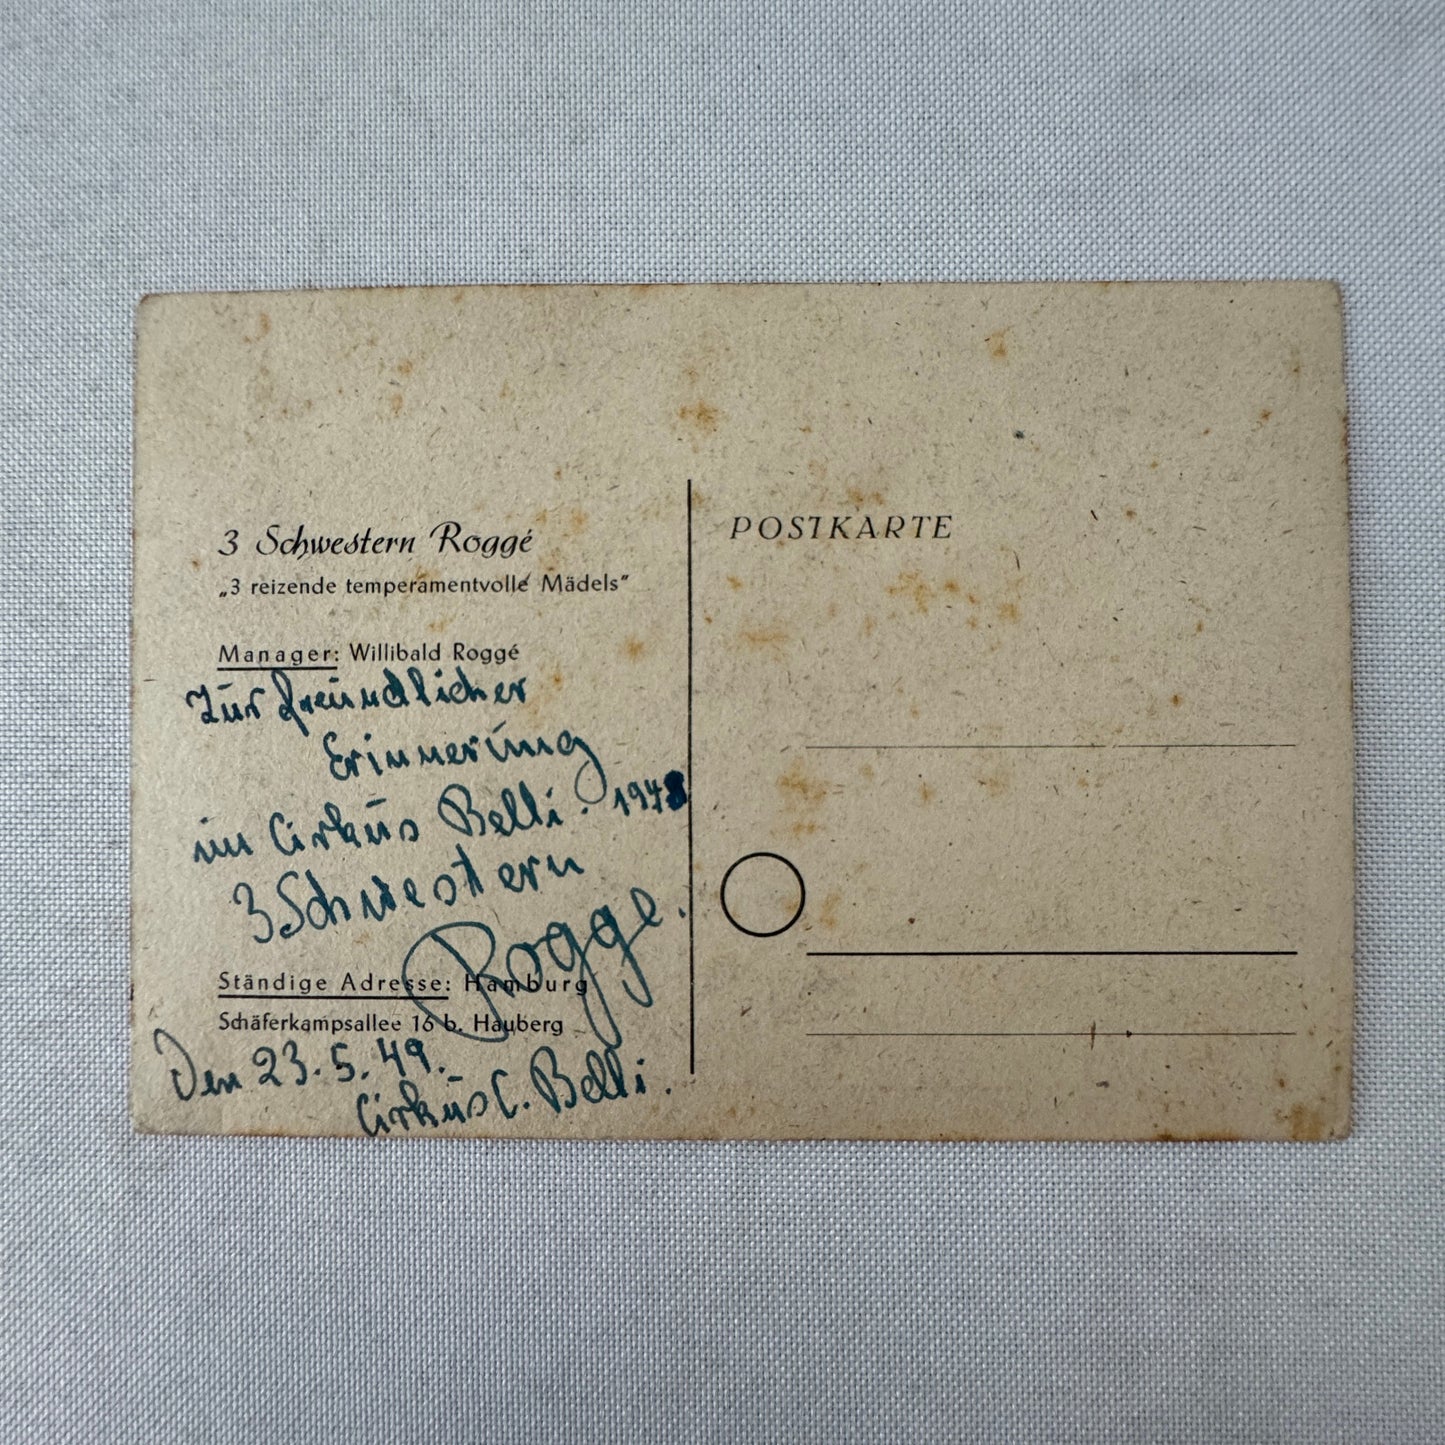 3 Schwestern Roggé
„3 reizende temperamentvolle Mädels“
Manager: Willibald Roggé
Zur freundlicher
Erinnerung
im Cirkus Belli.
3 Schwestern
Rogge.
Ständige Adresse: Hamburg
Schäferkampsallee 16 b. Hauberg
Den 23.5.49.
Cirkus C. Belli.
POSTKARTE